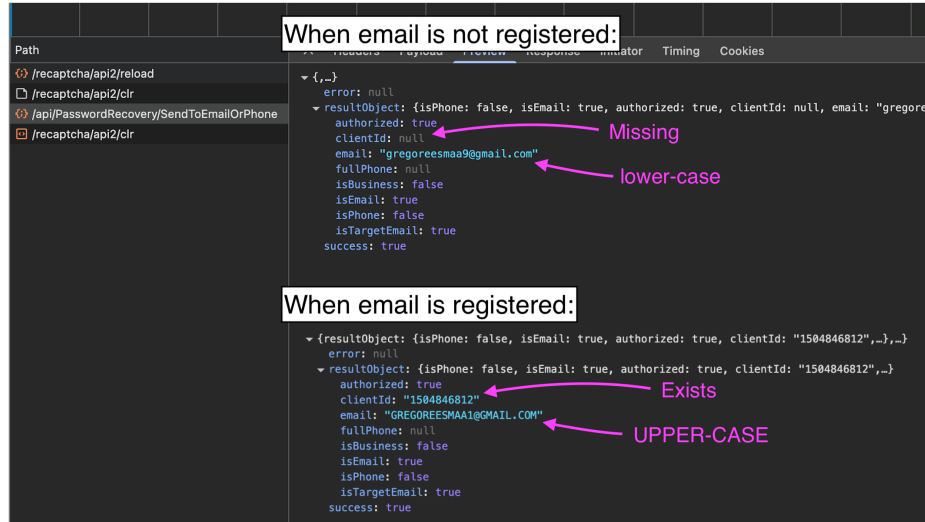 When email is not registered:
Path
Headers Payload Preview Response Initiator Timing Cookies
/recaptcha/api2/reload
/recaptcha/api2/clr
/api/PasswordRecovery/SendToEmailOrPhone
/recaptcha/api2/clr
{,…}
error: null
resultObject: {isPhone: false, isEmail: true, authorized: true, clientId: null, email: "gregore
authorized: true
clientId: null
Missing
email: "gregoreesmaa9@gmail.com"
lower-case
fullPhone: null
isBusiness: false
isEmail: true
isPhone: false
isTargetEmail: true
success: true
When email is registered:
{resultObject: {isPhone: false, isEmail: true, authorized: true, clientId: "1504846812",…},…}
error: null
resultObject: {isPhone: false, isEmail: true, authorized: true, clientId: "1504846812",…}
authorized: true
clientId: "1504846812"
Exists
email: "GREGOREESMAA1@GMAIL.COM"
UPPER-CASE
fullPhone: null
isBusiness: false
isEmail: true
isPhone: false
isTargetEmail: true
success: true